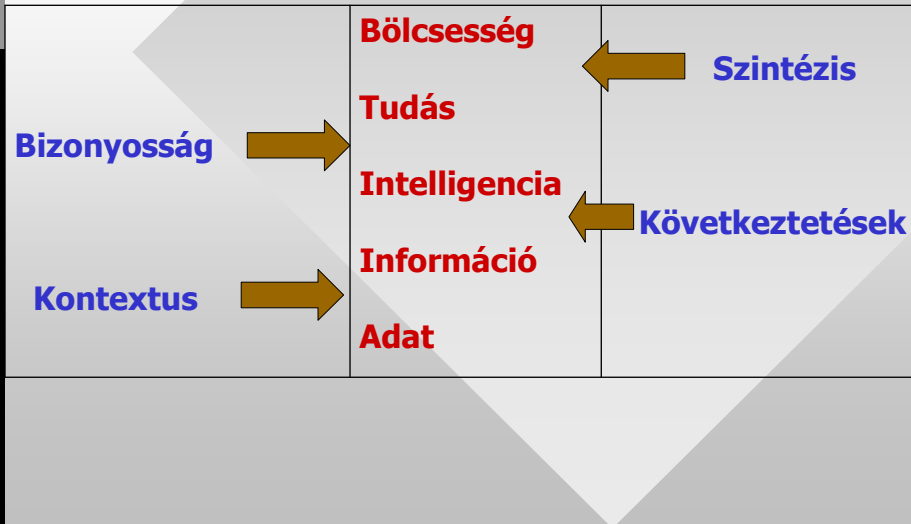 Bölcsesség
Szintézis
Tudás
Bizonyosság
Intelligencia
Következtetések
Információ
Kontextus
Adat